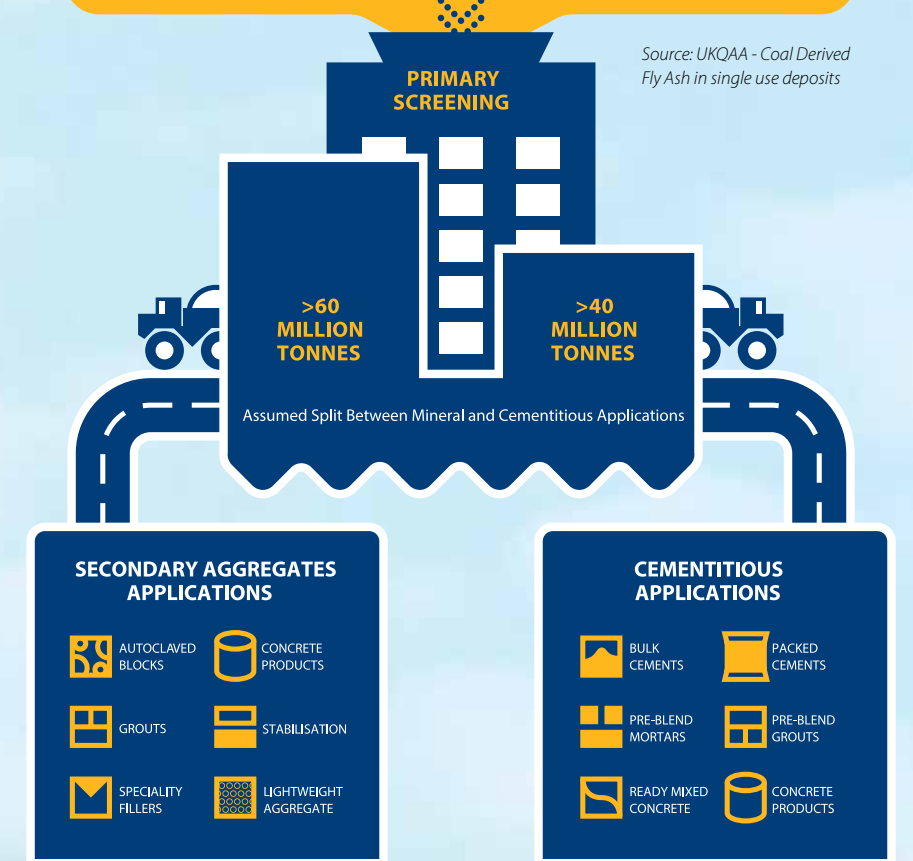 Source: UKQAA - Coal Derived
Fly Ash in single use deposits
PRIMARY
SCREENING
>60
MILLION
TONNES
>40
MILLION
TONNES
Assumed Split Between Mineral and Cementitious Applications
SECONDARY AGGREGATES
APPLICATIONS
AUTOCLAVED
BLOCKS
CONCRETE
PRODUCTS
GROUTS
STABILISATION
SPECIALITY
FILLERS
LIGHTWEIGHT
AGGREGATE
CEMENTITIOUS
APPLICATIONS
BULK
CEMENTS
PACKED
CEMENTS
PRE-BLEND
MORTARS
PRE-BLEND
GROUTS
READY MIXED
CONCRETE
CONCRETE
PRODUCTS